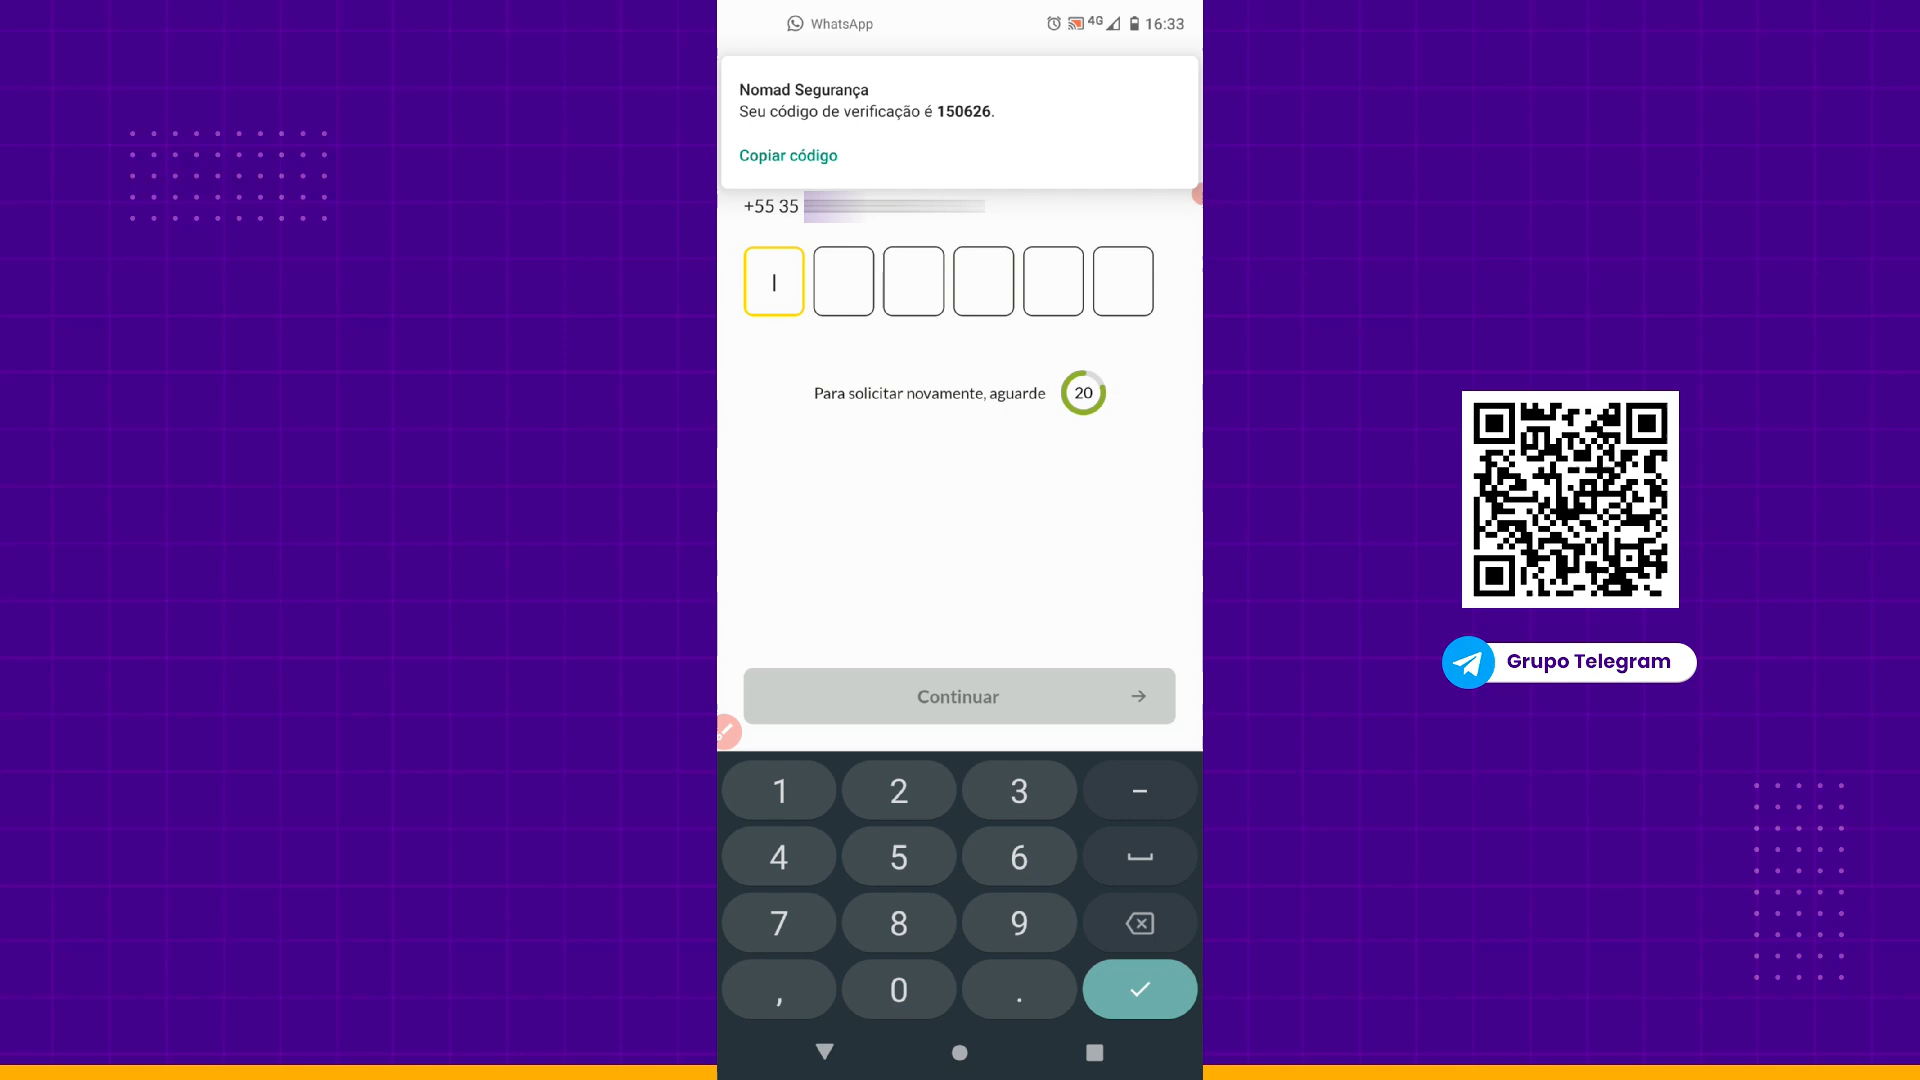 WhatsApp
4G 16:33
Nomad Segurança
Seu código de verificação é 150626.
Copiar código
+55 35
Para solicitar novamente, aguarde 20
Continuar
Grupo Telegram
1 2 3 –
4 5 6
7 8 9
, 0 .